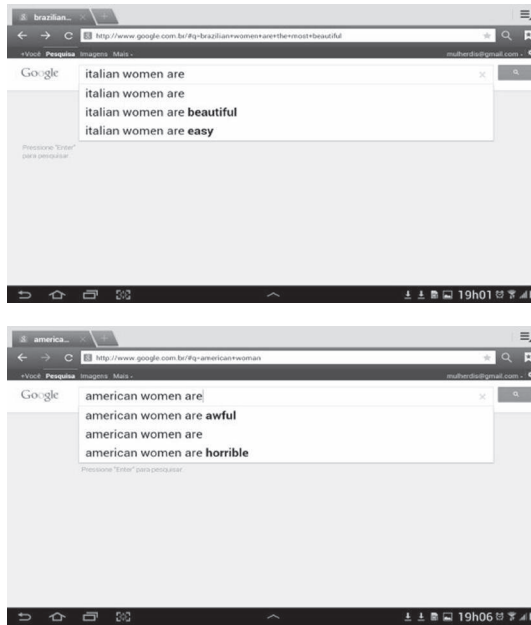 brazilian...
http://www.google.com.br/#q=brazilian+women+are+the+most+beautiful
+Você Pesquisa Imagens Mais
mulherdis@gmail.com
Google italian women are
italian women are
italian women are beautiful
italian women are easy
Pressione "Enter"
para pesquisar.
19h01
america...
http://www.google.com.br/#q=american+woman
+Você Pesquisa Imagens Mais
mulherdis@gmail.com
Google american women are
american women are awful
american women are
american women are horrible
Pressione "Enter" para pesquisar.
19h06